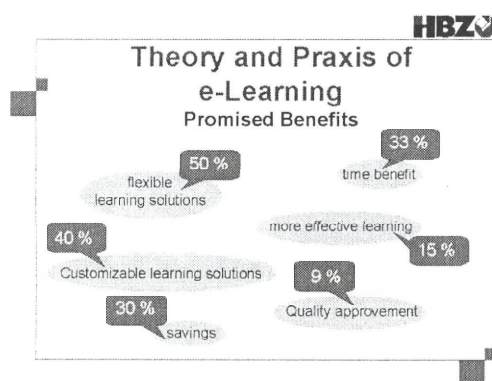 HBZ
Theory and Praxis of
e-Learning
Promised Benefits
50 %
flexible
learning solutions
33 %
time benefit
more effective learning
15 %
40 %
Customizable learning solutions
9 %
Quality approvement
30 %
savings